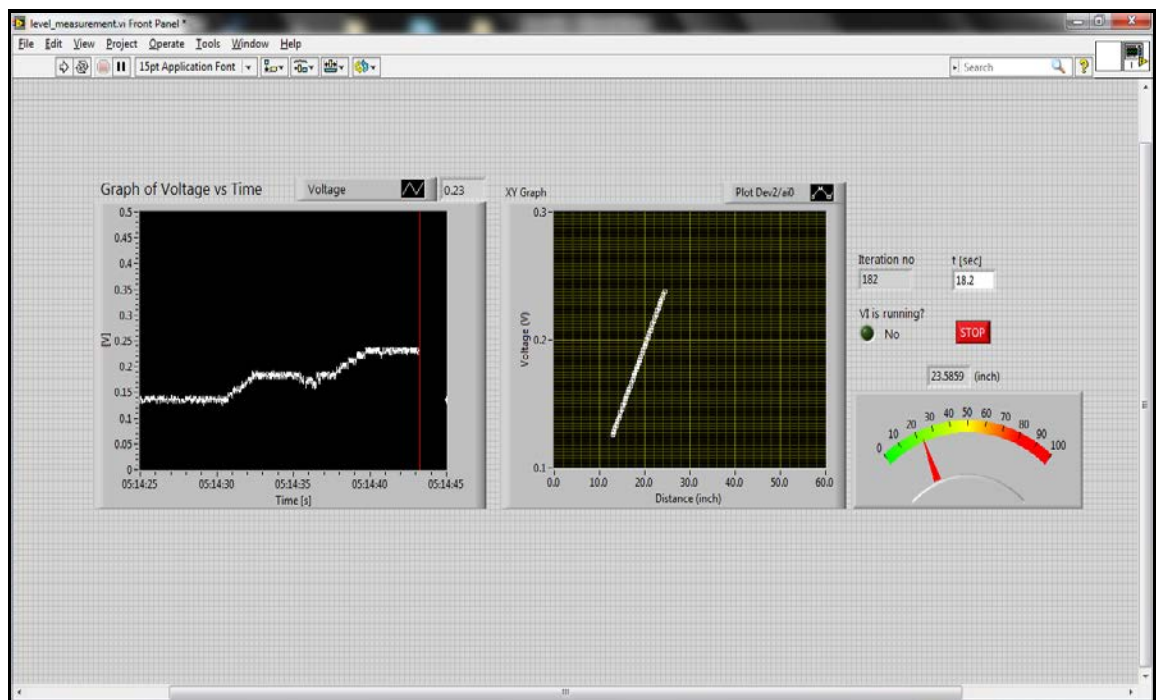 level_measurement.vi Front Panel *
File Edit View Project Operate Tools Window Help
15pt Application Font
Search
Graph of Voltage vs Time
Voltage
0.23
0.5
0.45
0.4
0.35
0.3
0.25
0.2
0.15
0.1
0.05
0
[V]
05:14:25 05:14:30 05:14:35 05:14:40 05:14:45
Time [s]
XY Graph
Plot Dev2/ai0
0.3
0.2
0.1
Voltage (V)
0.0 10.0 20.0 30.0 40.0 50.0 60.0
Distance (inch)
Iteration no
182
t [sec]
18.2
VI is running?
No
STOP
23.5859 (inch)
0 10 20 30 40 50 60 70 80 90 100